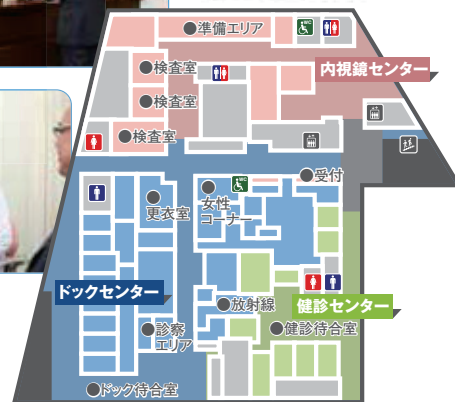 準備エリア
内視鏡センター
検査室
検査室
検査室
受付
更衣室
女性
コーナー
ドックセンター
放射線
健診センター
診察
エリア
健診待合室
ドック待合室